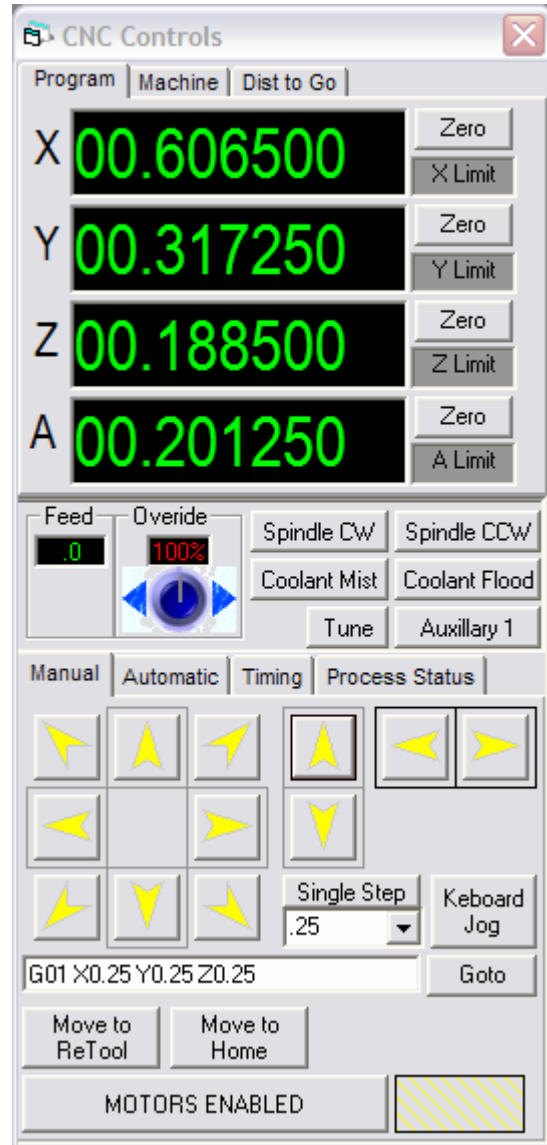 CNC Controls
Program Machine Dist to Go
X 00.606500 Zero
X Limit
Y 00.317250 Zero
Y Limit
Z 00.188500 Zero
Z Limit
A 00.201250 Zero
A Limit
Feed Overide
.0 100%
Spindle CW Spindle CCW
Coolant Mist Coolant Flood
Tune Auxillary 1
Manual Automatic Timing Process Status
Single Step
.25
Keboard
Jog
G01 X0.25 Y0.25 Z0.25 Goto
Move to
ReTool
Move to
Home
MOTORS ENABLED